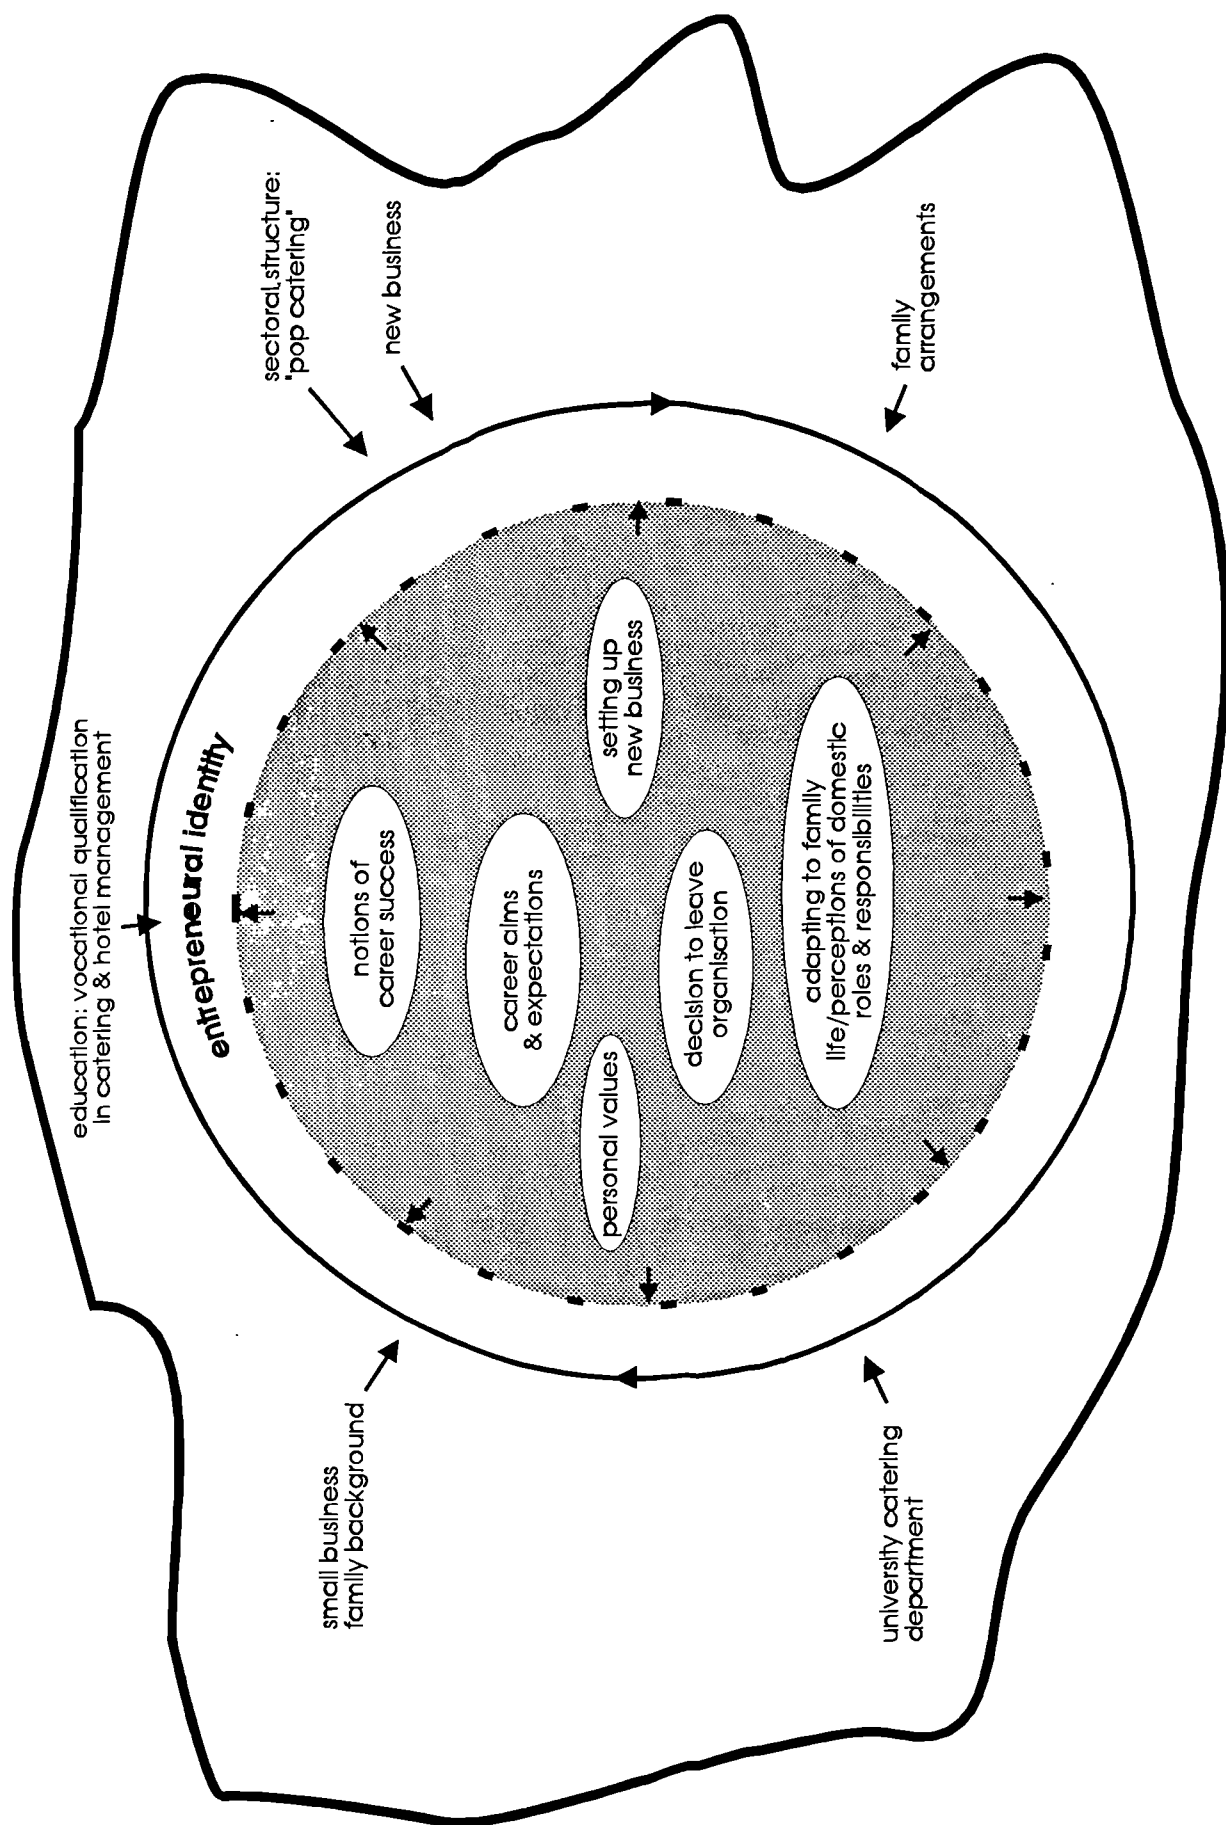 education: vocational qualification
in catering & hotel management
sectoral structure:
"pop catering"
new business
small business
family background
entrepreneural identity
notions of
career success
career aims
& expectations
setting up
new business
personal values
decision to leave
organisation
adapting to family
life/perceptions of domestic
roles & responsibilities
family
arrangements
university catering
department